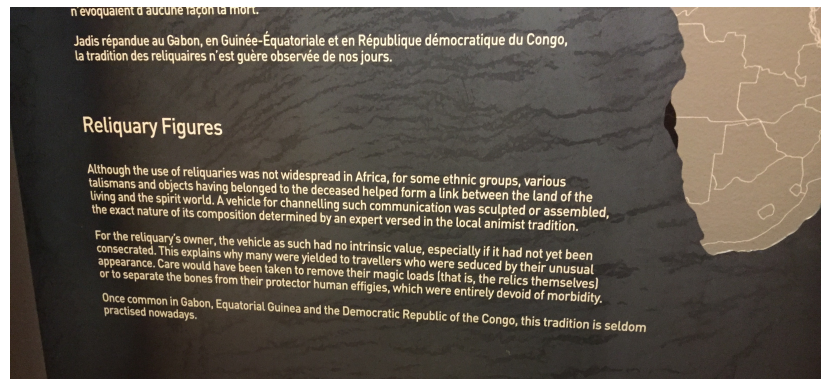 n'évoquaient d'aucune façon la mort.
Jadis répandue au Gabon, en Guinée-Équatoriale et en République démocratique du Congo,
la tradition des reliquaires n'est guère observée de nos jours.
Reliquary Figures
Although the use of reliquaries was not widespread in Africa, for some ethnic groups, various
talismans and objects having belonged to the deceased helped form a link between the land of the
living and the spirit world. A vehicle for channelling such communication was sculpted or assembled,
the exact nature of its composition determined by an expert versed in the local animist tradition.
For the reliquary's owner, the vehicle as such had no intrinsic value, especially if it had not yet been
consecrated. This explains why many were yielded to travellers who were seduced by their unusual
appearance. Care would have been taken to remove their magic loads (that is, the relics themselves)
or to separate the bones from their protector human effigies, which were entirely devoid of morbidity.
Once common in Gabon, Equatorial Guinea and the Democratic Republic of the Congo, this tradition is seldom
practised nowadays.